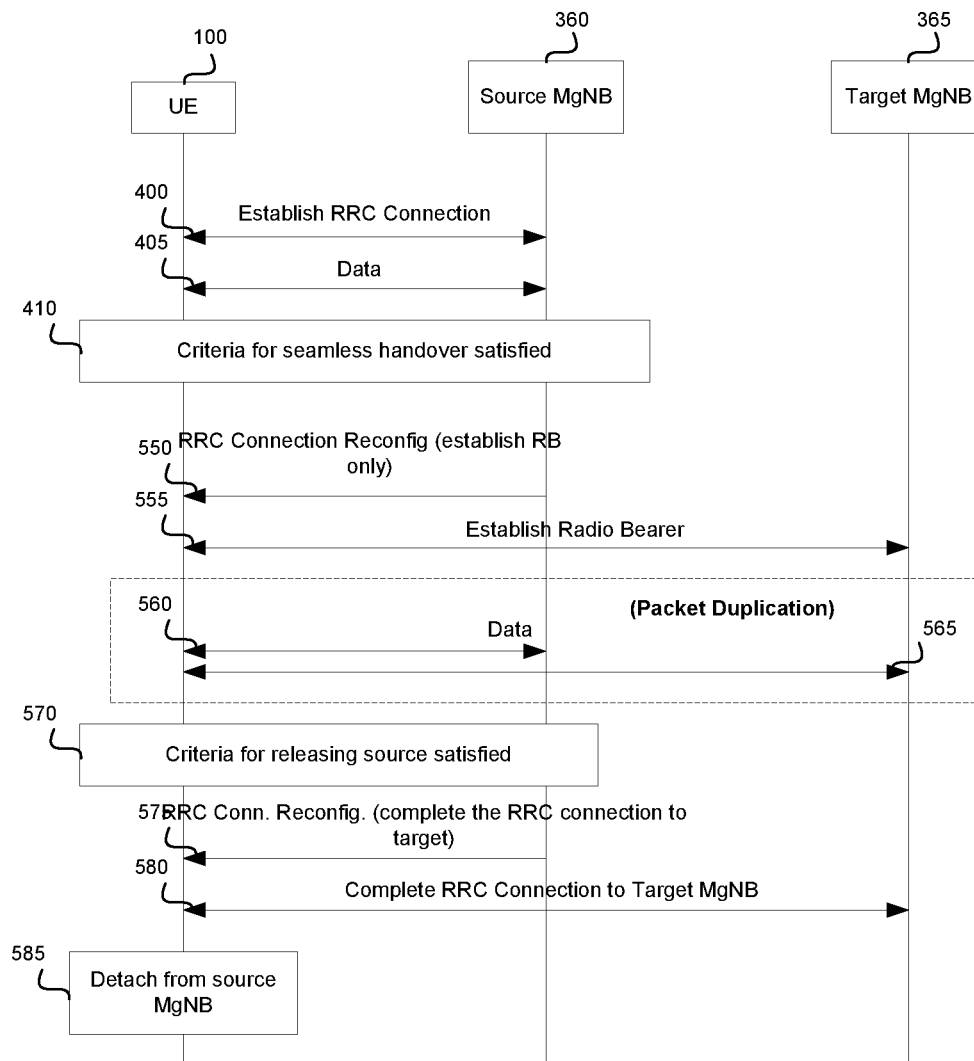 100
360
365
UE
Source MgNB
Target MgNB
400
Establish RRC Connection
405
Data
410
Criteria for seamless handover satisfied
550
RRC Connection Reconfig (establish RB
only)
555
Establish Radio Bearer
560
(Packet Duplication)
Data
565
570
Criteria for releasing source satisfied
575
RRC Conn. Reconfig. (complete the RRC connection to
target)
580
Complete RRC Connection to Target MgNB
585
Detach from source
MgNB